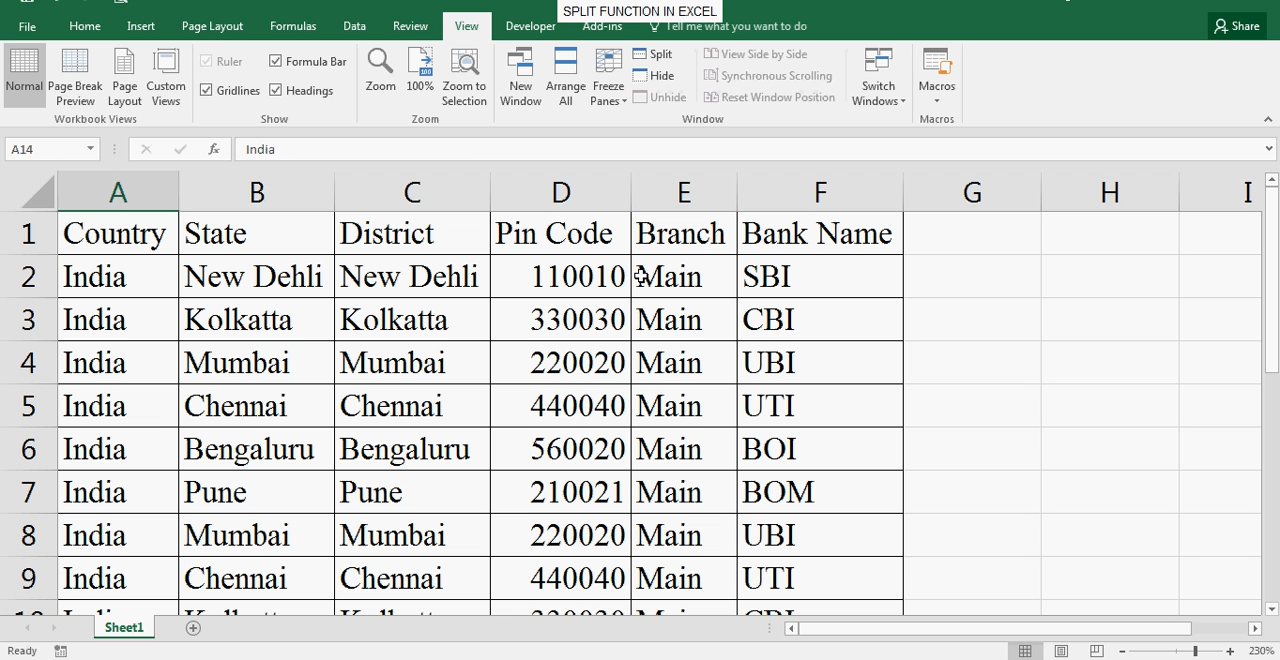 SPLIT FUNCTION IN EXCEL
File Home Insert Page Layout Formulas Data Review View Developer Add-ins Tell me what you want to do Share
Normal Page Break Preview Page Layout Custom Views
Ruler Formula Bar
Gridlines Headings
Zoom 100% Zoom to Selection
New Window Arrange All Freeze Panes
Split
Hide
Unhide
View Side by Side
Synchronous Scrolling
Reset Window Position
Switch Windows
Macros
Workbook Views Show Zoom Window Macros
A14 fx India
A B C D E F G H I
1 Country State District Pin Code Branch Bank Name
2 India New Dehli New Dehli 110010 Main SBI
3 India Kolkatta Kolkatta 330030 Main CBI
4 India Mumbai Mumbai 220020 Main UBI
5 India Chennai Chennai 440040 Main UTI
6 India Bengaluru Bengaluru 560020 Main BOI
7 India Pune Pune 210021 Main BOM
8 India Mumbai Mumbai 220020 Main UBI
9 India Chennai Chennai 440040 Main UTI
Sheet1
Ready 230%